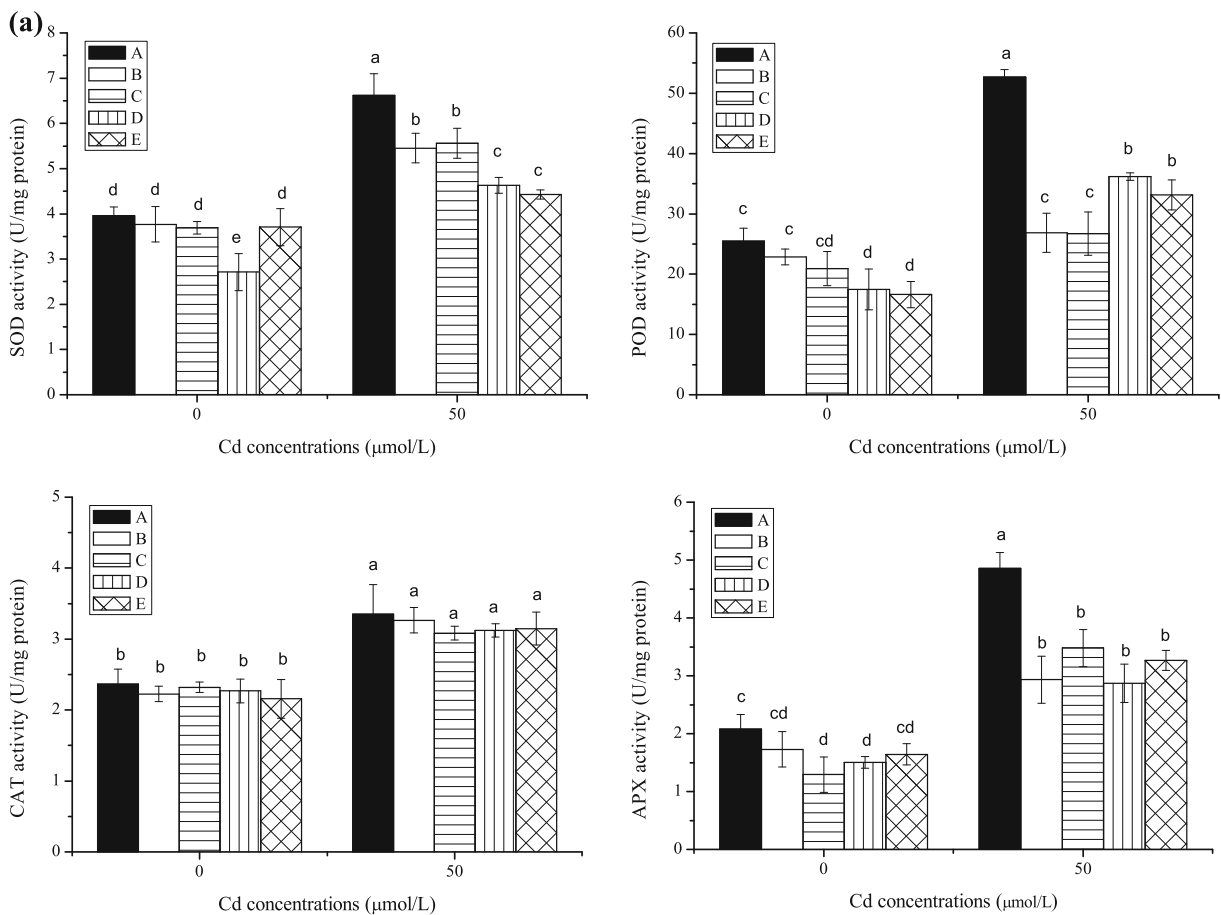 (a)
SOD activity (U/mg protein)
8
7
6
5
4
3
2
1
0
A
B
C
D
E
d
d
d
e
d
a
b
b
c
c
0
50
Cd concentrations (μmol/L)
POD activity (U/mg protein)
60
50
40
30
20
10
0
A
B
C
D
E
c
c
cd
d
d
a
c
c
b
b
0
50
Cd concentrations (μmol/L)
CAT activity (U/mg protein)
5
4
3
2
1
0
A
B
C
D
E
b
b
b
b
b
a
a
a
a
a
0
50
Cd concentrations (μmol/L)
APX activity (U/mg protein)
6
5
4
3
2
1
0
A
B
C
D
E
c
cd
d
d
cd
a
b
b
b
b
0
50
Cd concentrations (μmol/L)